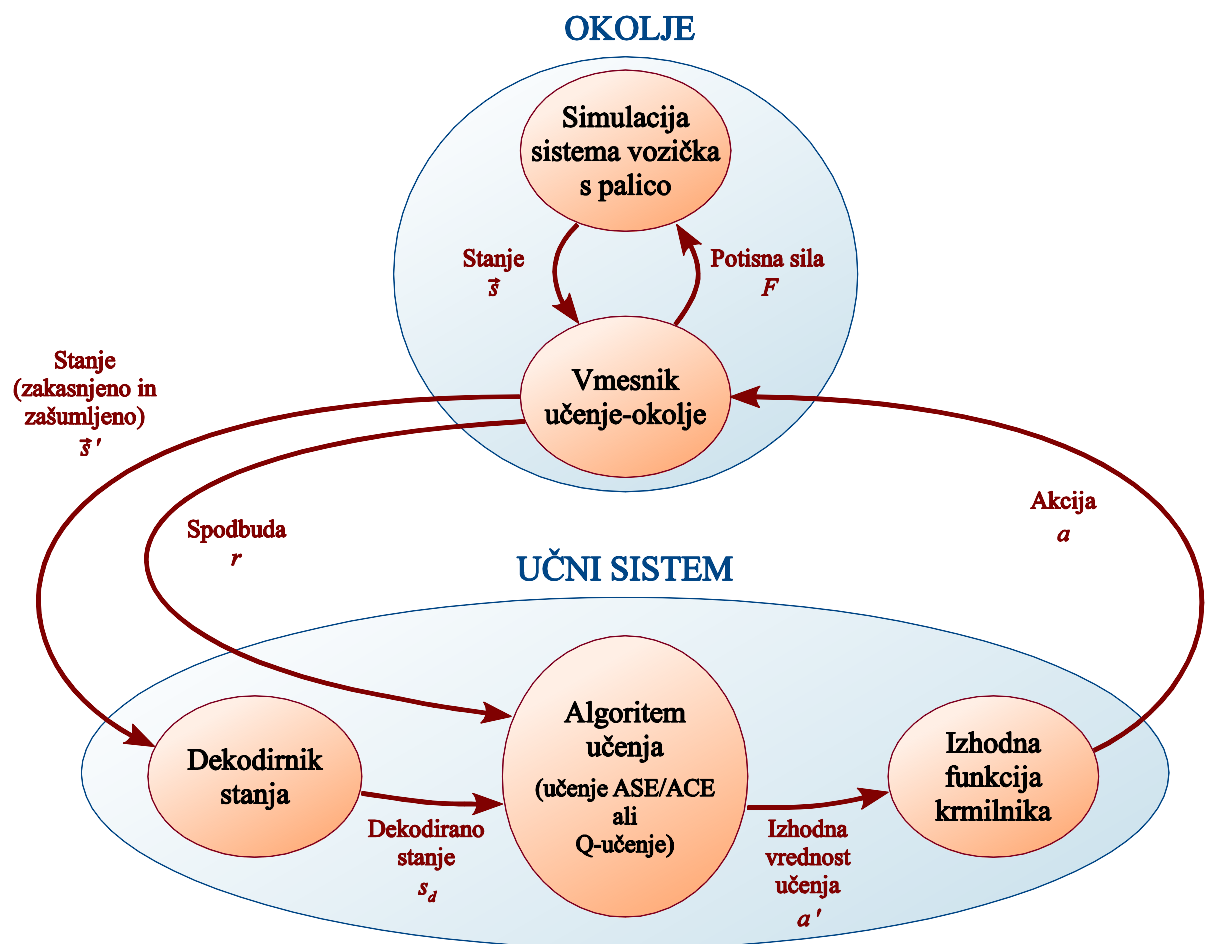 OKOLJE
Simulacija
sistema vozička
s palico
Stanje
s⃗
Potisna sila
F
Vmesnik
učenje-okolje
Stanje
(zakasnjeno in
zašumljeno)
s⃗ '
Spodbuda
r
Akcija
a
UČNI SISTEM
Dekodirnik
stanja
Dekodirano
stanje
s_d
Algoritem
učenja
(učenje ASE/ACE
ali
Q-učenje)
Izhodna
vrednost
učenja
a '
Izhodna
funkcija
krmilnika